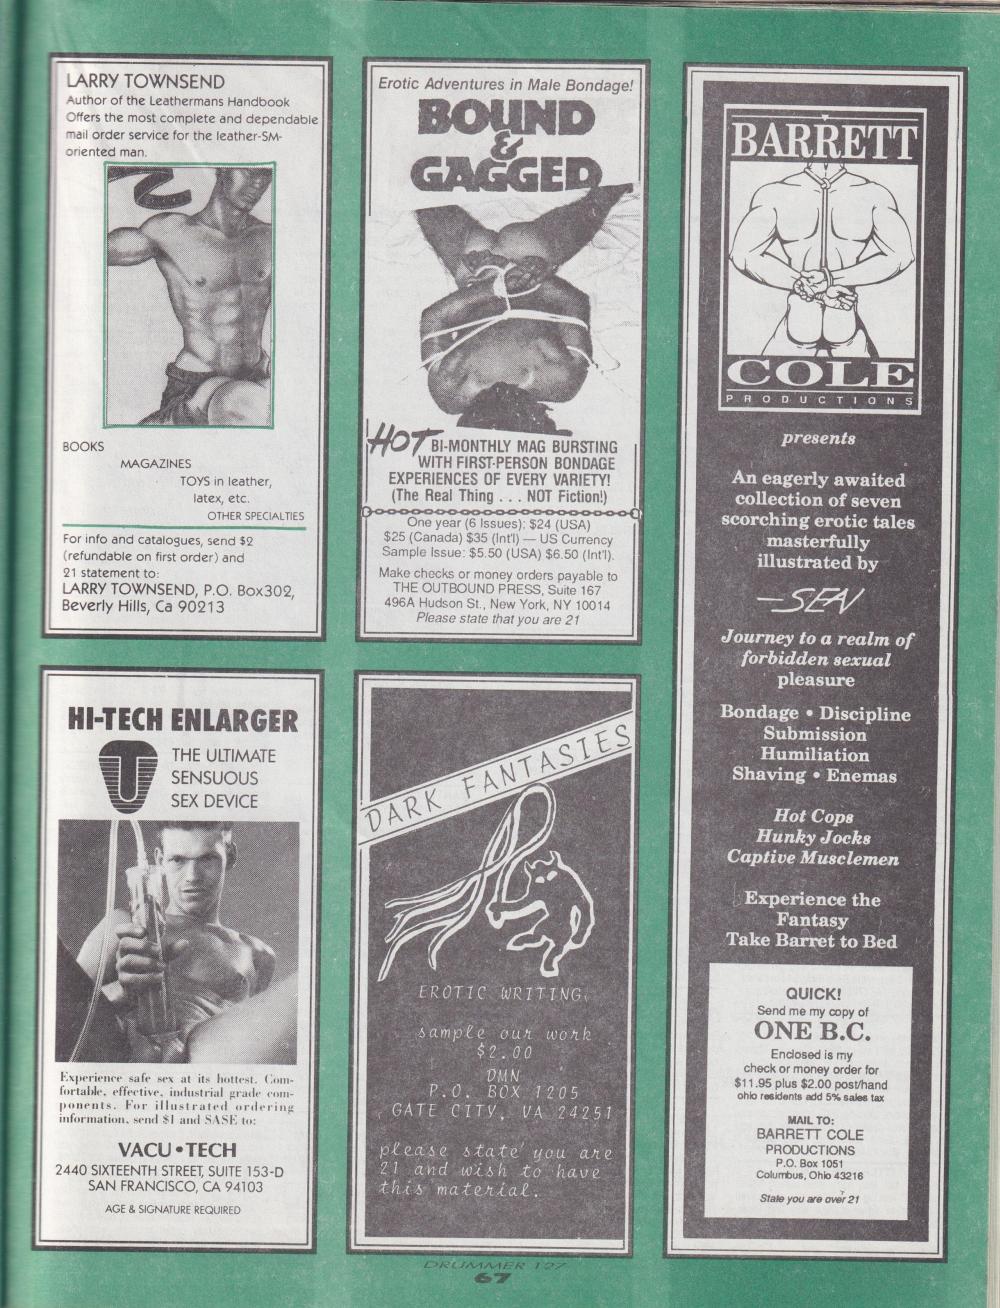 LARRY TOWNSEND
Author of the Leathermans Handbook
Offers the most complete and dependable
mail order service for the leather-SM-
oriented man.
BOOKS
MAGAZINES
TOYS in leather,
latex, etc.
OTHER SPECIALTIES
For info and catalogues, send $2
(refundable on first order) and
21 statement to:
LARRY TOWNSEND, P.O. Box302,
Beverly Hills, Ca 90213
Erotic Adventures in Male Bondage!
BOUND
&
GAGGED
HOT BI-MONTHLY MAG BURSTING
WITH FIRST-PERSON BONDAGE
EXPERIENCES OF EVERY VARIETY!
(The Real Thing . . . NOT Fiction!)
One year (6 Issues): $24 (USA)
$25 (Canada) $35 (Int'l) — US Currency
Sample Issue: $5.50 (USA) $6.50 (Int'l).
Make checks or money orders payable to
THE OUTBOUND PRESS, Suite 167
496A Hudson St., New York, NY 10014
Please state that you are 21
BARRETT
COLE
PRODUCTIONS
presents
An eagerly awaited
collection of seven
scorching erotic tales
masterfully
illustrated by
SEAN
Journey to a realm of
forbidden sexual
pleasure
Bondage • Discipline
Submission
Humiliation
Shaving • Enemas
Hot Cops
Hunky Jocks
Captive Musclemen
Experience the
Fantasy
Take Barret to Bed
QUICK!
Send me my copy of
ONE B.C.
Enclosed is my
check or money order for
$11.95 plus $2.00 post/hand
ohio residents add 5% sales tax
MAIL TO:
BARRETT COLE
PRODUCTIONS
P.O. Box 1051
Columbus, Ohio 43216
State you are over 21
HI-TECH ENLARGER
THE ULTIMATE
SENSUOUS
SEX DEVICE
Experience safe sex at its hottest. Com-
fortable, effective, industrial grade com-
ponents. For illustrated ordering
information, send $1 and SASE to:
VACU•TECH
2440 SIXTEENTH STREET, SUITE 153-D
SAN FRANCISCO, CA 94103
AGE & SIGNATURE REQUIRED
DARK FANTASIES
EROTIC WRITING:
sample our work
$2.00
DMN
P.O. BOX 1205
GATE CITY, VA 24251
please state you are
21 and wish to have
this material.
DRUMMER 127
67